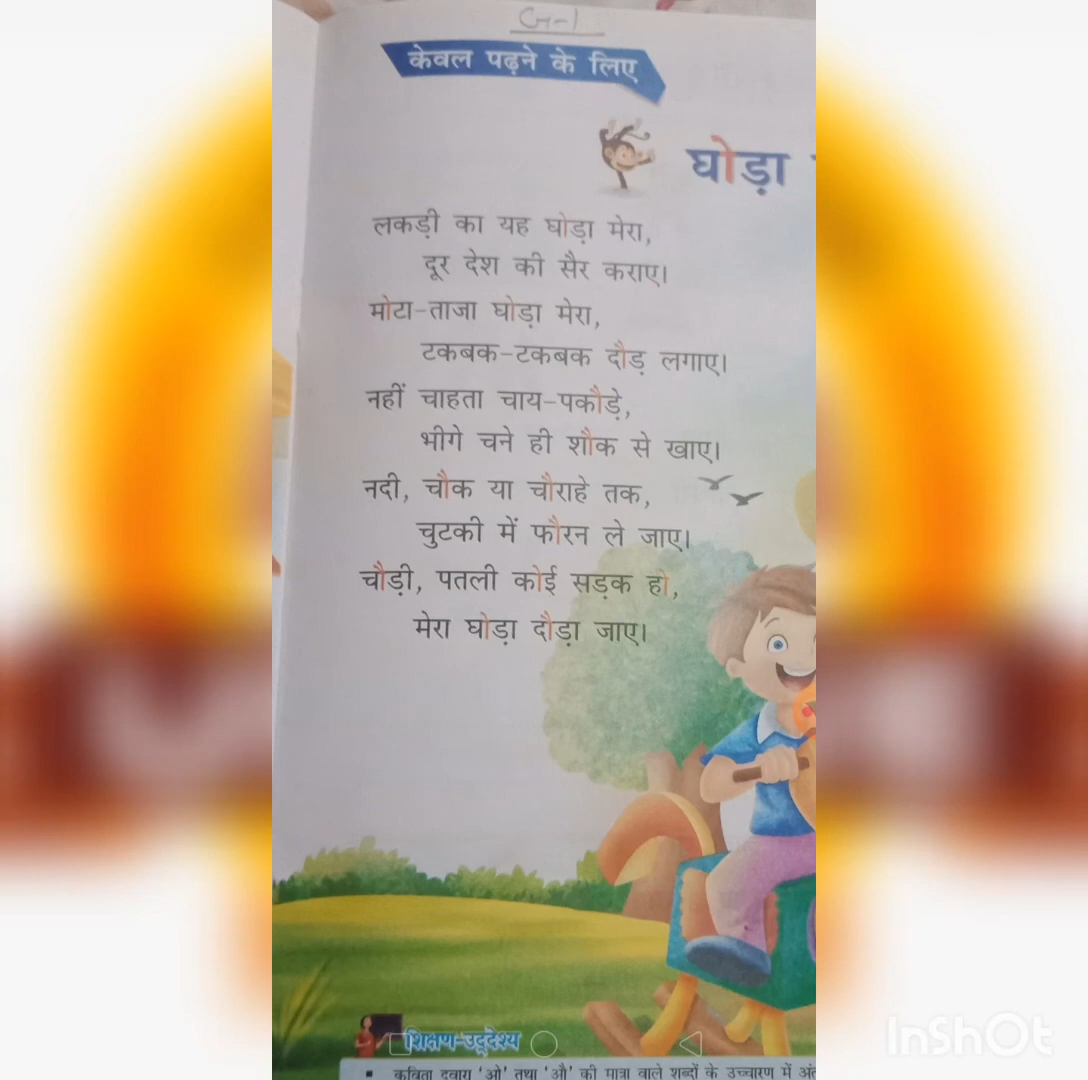 G-1
केवल पढ़ने के लिए
घोड़ा
लकड़ी का यह घोड़ा मेरा,
दूर देश की सैर कराए।
मोटा-ताजा घोड़ा मेरा,
टकबक-टकबक दौड़ लगाए।
नहीं चाहता चाय-पकौड़े,
भीगे चने ही शौक से खाए।
नदी, चौक या चौराहे तक,
चुटकी में फौरन ले जाए।
चौड़ी, पतली कोई सड़क हो,
मेरा घोड़ा दौड़ा जाए।
शिक्षण-उद्देश्य
कविता द्वारा 'ओ' तथा 'औ' की मात्रा वाले शब्दों के उच्चारण में
InShOt